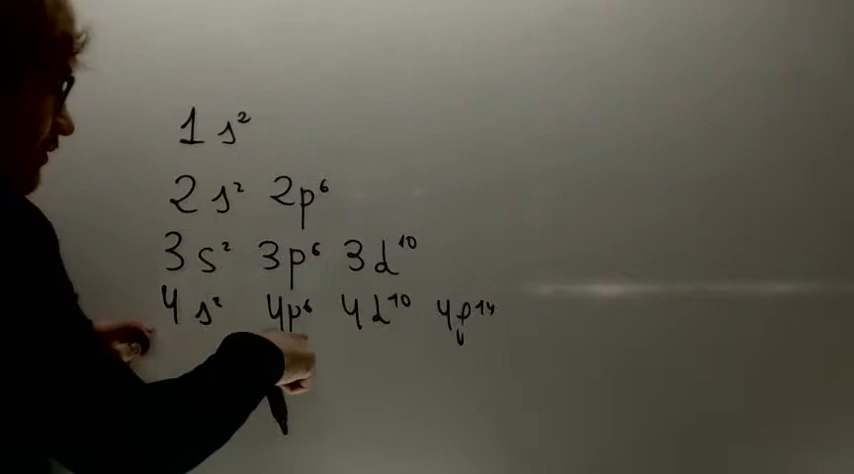 1s²
2s² 2p⁶
3s² 3p⁶ 3d¹⁰
4s² 4p⁶ 4d¹⁰ 4f¹⁴